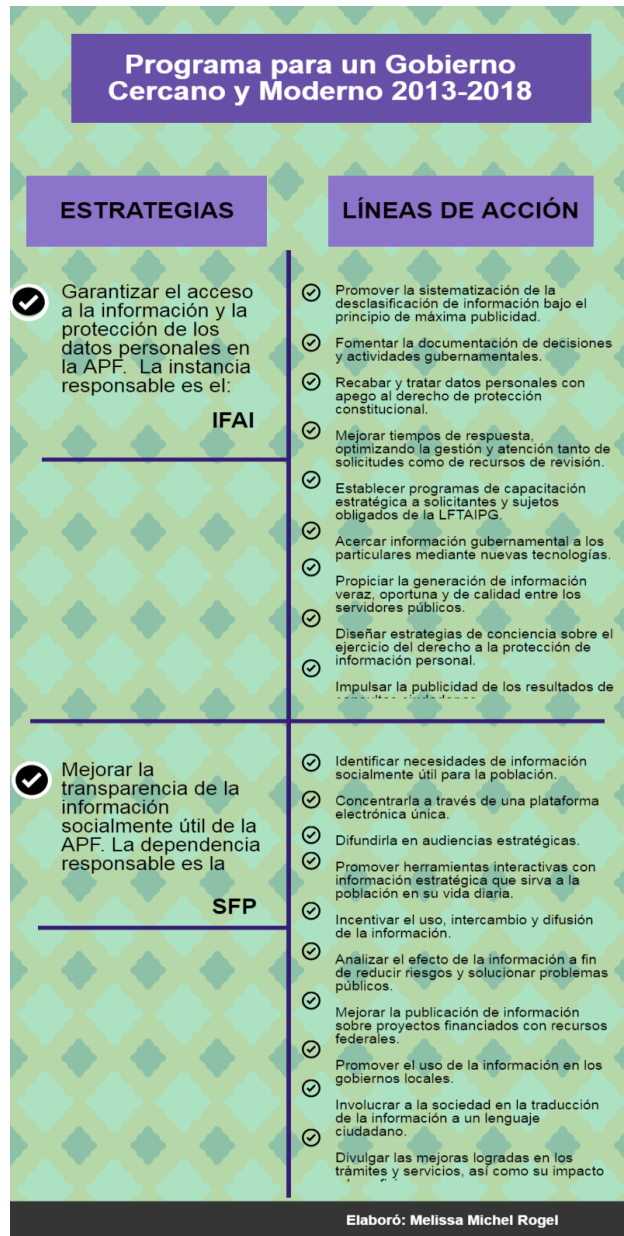 Programa para un Gobierno
Cercano y Moderno 2013-2018
ESTRATEGIAS
LÍNEAS DE ACCIÓN
Garantizar el acceso
a la información y la
protección de los
datos personales en
la APF. La instancia
responsable es el:
IFAI
Promover la sistematización de la
desclasificación de información bajo el
principio de máxima publicidad.
Fomentar la documentación de decisiones
y actividades gubernamentales.
Recabar y tratar datos personales con
apego al derecho de protección
constitucional.
Mejorar tiempos de respuesta,
optimizando la gestión y atención tanto de
solicitudes como de recursos de revisión.
Establecer programas de capacitación
estratégica a solicitantes y sujetos
obligados de la LFTAIPG.
Acercar información gubernamental a los
particulares mediante nuevas tecnologías.
Propiciar la generación de información
veraz, oportuna y de calidad entre los
servidores públicos.
Diseñar estrategias de conciencia sobre el
ejercicio del derecho a la protección de
información personal.
Impulsar la publicidad de los resultados de
Mejorar la
transparencia de la
información
socialmente útil de la
APF. La dependencia
responsable es la
SFP
Identificar necesidades de información
socialmente útil para la población.
Concentrarla a través de una plataforma
electrónica única.
Difundirla en audiencias estratégicas.
Promover herramientas interactivas con
información estratégica que sirva a la
población en su vida diaria.
Incentivar el uso, intercambio y difusión
de la información.
Analizar el efecto de la información a fin
de reducir riesgos y solucionar problemas
públicos.
Mejorar la publicación de información
sobre proyectos financiados con recursos
federales.
Promover el uso de la información en los
gobiernos locales.
Involucrar a la sociedad en la traducción
de la información a un lenguaje
ciudadano.
Divulgar las mejoras logradas en los
trámites y servicios, así como su impacto
Elaboró: Melissa Michel Rogel